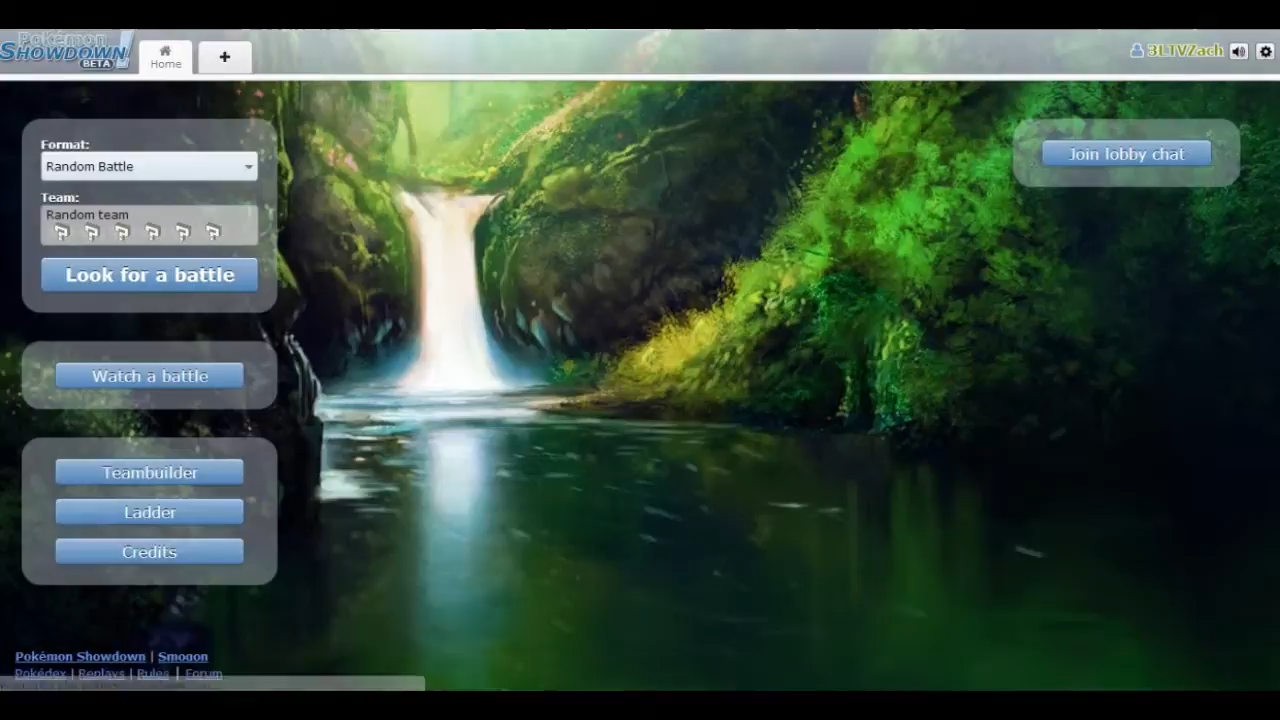 Pokémon
SHOWDOWN!
BETA
Home
+
3LTVZach
Format:
Random Battle
Team:
Random team
? ? ? ? ? ?
Look for a battle
Join lobby chat
Watch a battle
Teambuilder
Ladder
Credits
Pokémon Showdown | Smogon
Pokédex | Replays | Rules | Forum